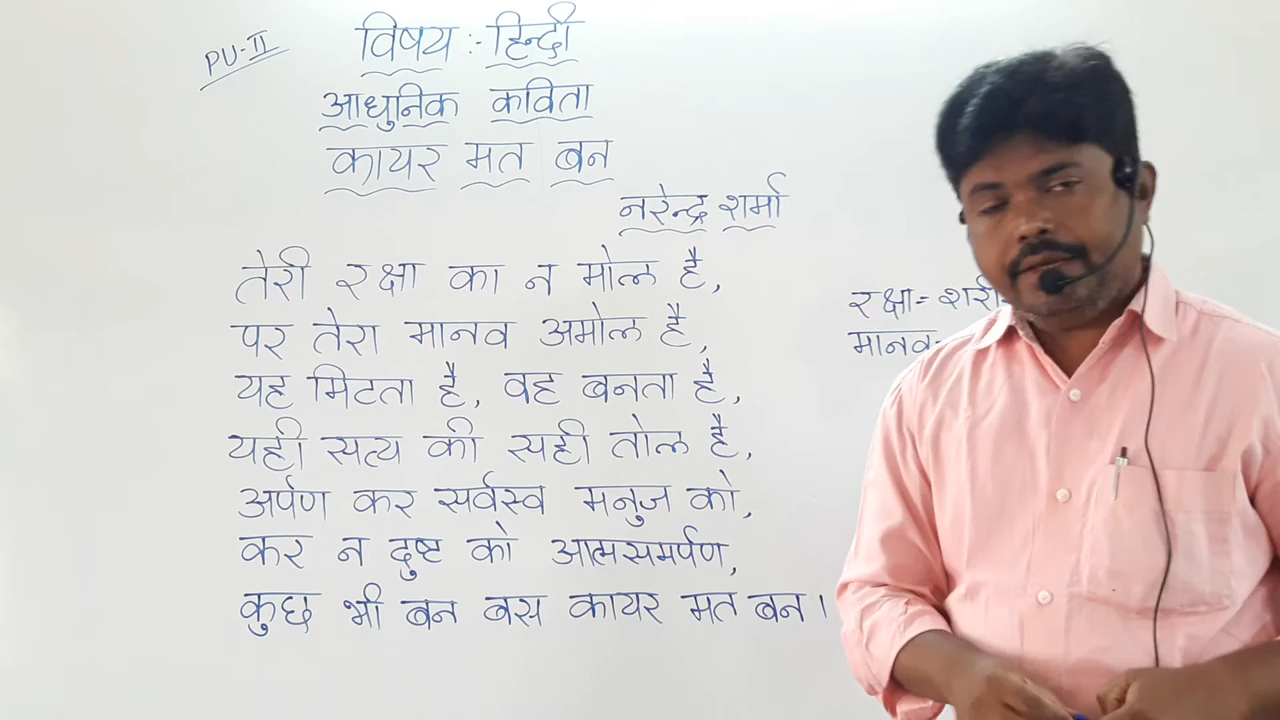 PU-II
विषय :- हिन्दी
आधुनिक कविता
कायर मत बन
नरेन्द्र शर्मा
तेरी रक्षा का न मोल है,
पर तेरा मानव अमोल है,
यह मिटता है, वह बनता है,
यही सत्य की सही तोल है,
अर्पण कर सर्वस्व मनुज को,
कर न दुष्ट को आत्मसमर्पण,
कुछ भी बन बस कायर मत बन।
रक्षा=
मानव-